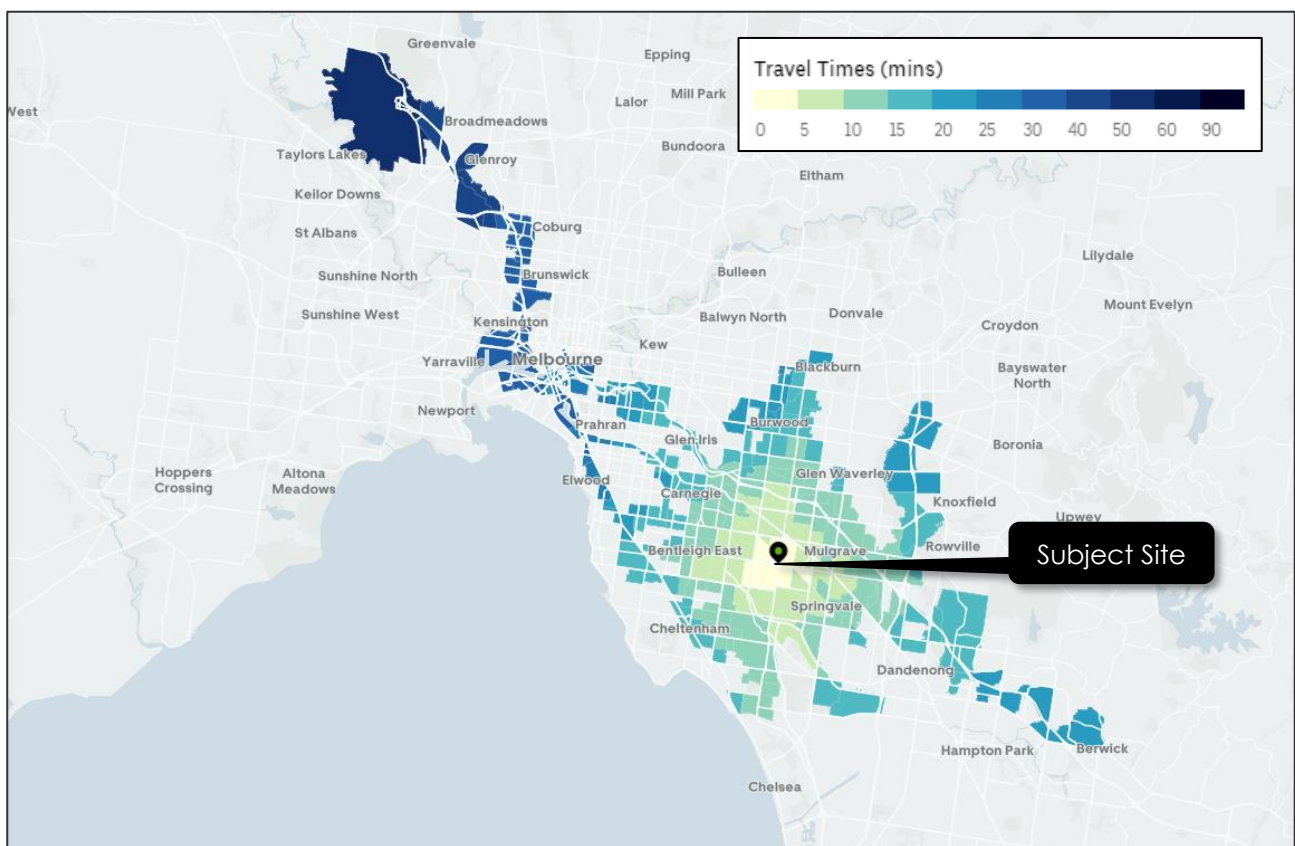 Greenvale
Epping
Travel Times (mins)
0 5 10 15 20 25 30 40 50 60 90
Lalor
Mill Park
West
Broadmeadows
Bundoora
Taylors Lakes
Glenroy
Eltham
Keilor Downs
St Albans
Coburg
Lilydale
Sunshine North
Brunswick
Bulleen
Mount Evelyn
Sunshine West
Kensington
Balwyn North
Donvale
Croydon
Kew
Yarraville
Melbourne
Blackburn
Bayswater
North
Newport
Prahran
Burwood
Glen Iris
Boronia
Hoppers
Crossing
Altona
Meadows
Elwood
Glen Waverley
Carnegie
Knoxfield
Upwey
Bentleigh East
Mulgrave
Rowville
Subject Site
Springvale
Cheltenham
Dandenong
Hampton Park
Berwick
Chelsea